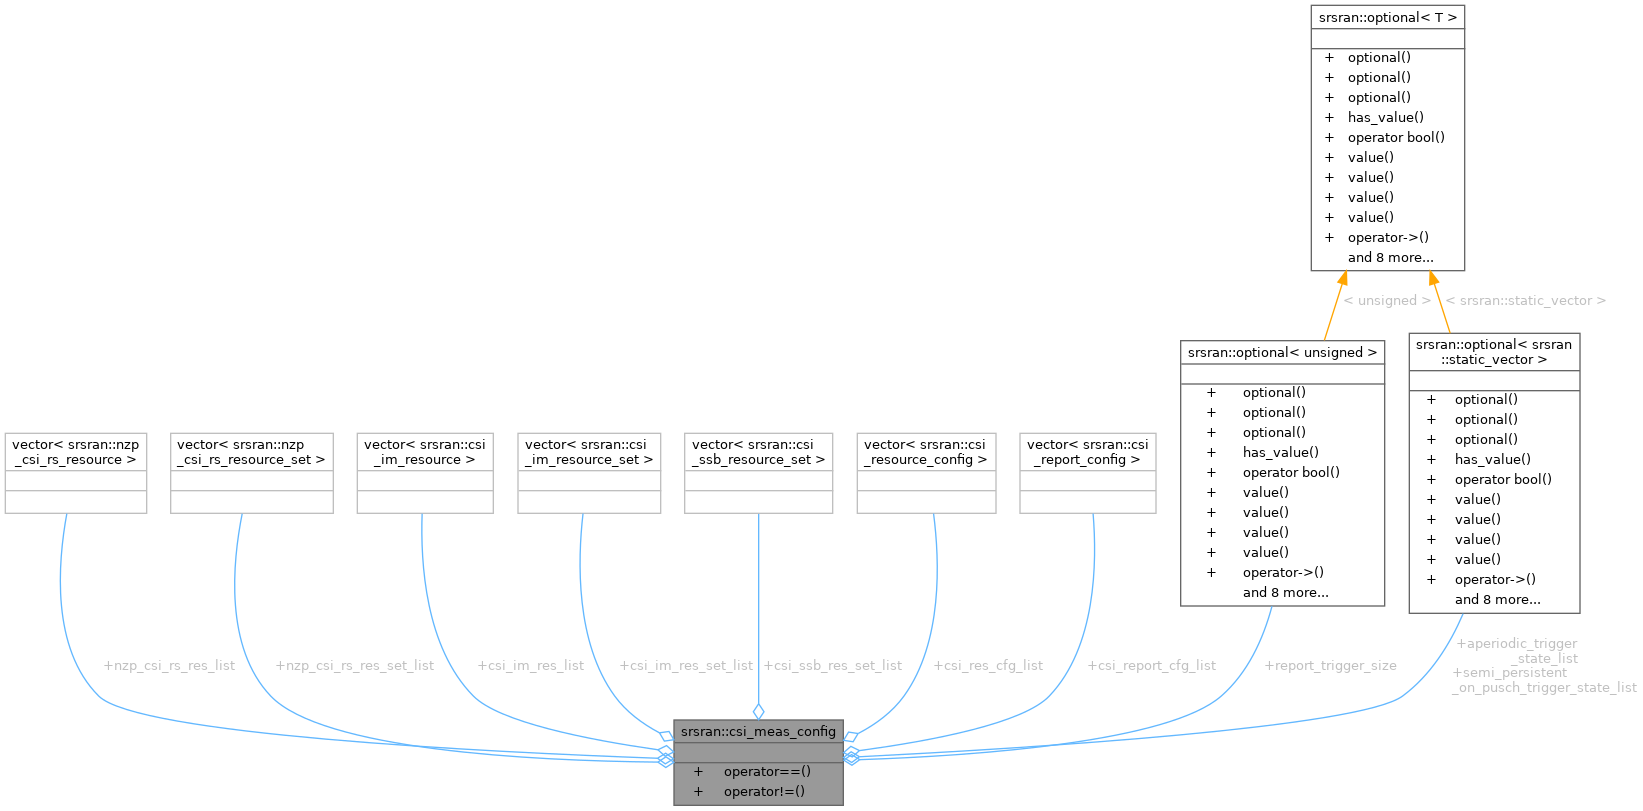 srsran::optional< T >
+ optional()
+ optional()
+ optional()
+ has_value()
+ operator bool()
+ value()
+ value()
+ value()
+ value()
+ operator->()
and 8 more...
< unsigned >
< srsran::static_vector >
srsran::optional< unsigned >
+ optional()
+ optional()
+ optional()
+ has_value()
+ operator bool()
+ value()
+ value()
+ value()
+ value()
+ operator->()
and 8 more...
srsran::optional< srsran
::static_vector >
+ optional()
+ optional()
+ optional()
+ has_value()
+ operator bool()
+ value()
+ value()
+ value()
+ value()
+ operator->()
and 8 more...
vector< srsran::nzp
_csi_rs_resource >
vector< srsran::nzp
_csi_rs_resource_set >
vector< srsran::csi
_im_resource >
vector< srsran::csi
_im_resource_set >
vector< srsran::csi
_ssb_resource_set >
vector< srsran::csi
_resource_config >
vector< srsran::csi
_report_config >
+nzp_csi_rs_res_list
+nzp_csi_rs_res_set_list
+csi_im_res_list
+csi_im_res_set_list
+csi_ssb_res_set_list
+csi_res_cfg_list
+csi_report_cfg_list
+report_trigger_size
+aperiodic_trigger
_state_list
+semi_persistent
_on_pusch_trigger_state_list
srsran::csi_meas_config
+ operator==()
+ operator!=()